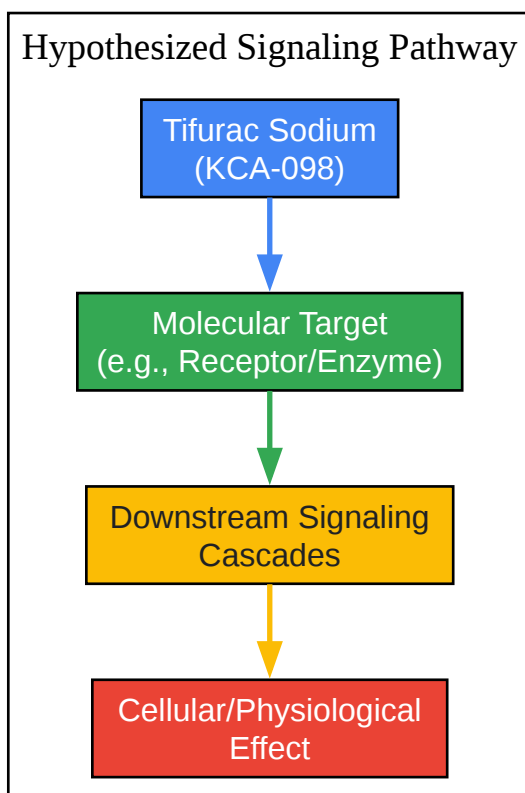 Hypothesized Signaling Pathway
Tifurac Sodium
(KCA-098)
Molecular Target
(e.g., Receptor/Enzyme)
Downstream Signaling
Cascades
Cellular/Physiological
Effect